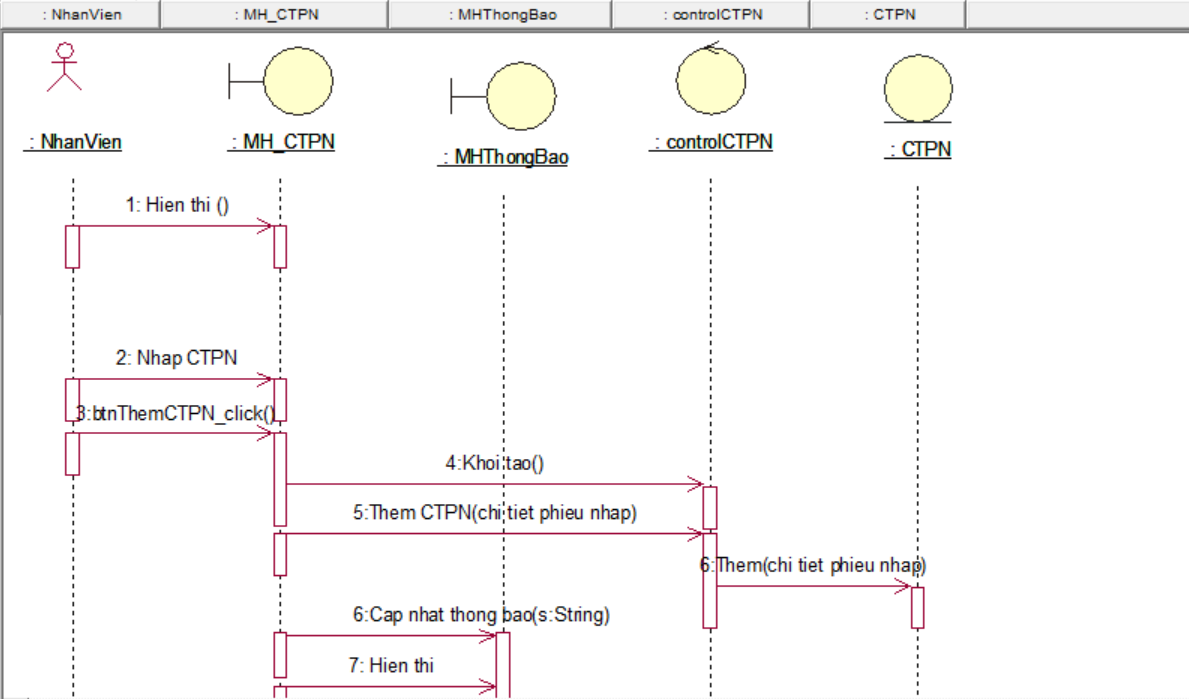 : NhanVien
: MH_CTPN
: MHThongBao
: controlCTPN
: CTPN
: NhanVien
: MH_CTPN
: MHThongBao
: controlCTPN
: CTPN
1: Hien thi ()
2: Nhap CTPN
3:btnThemCTPN_click()
4:Khoi tao()
5:Them CTPN(chi tiet phieu nhap)
6:Them(chi tiet phieu nhap)
6:Cap nhat thong bao(s:String)
7: Hien thi